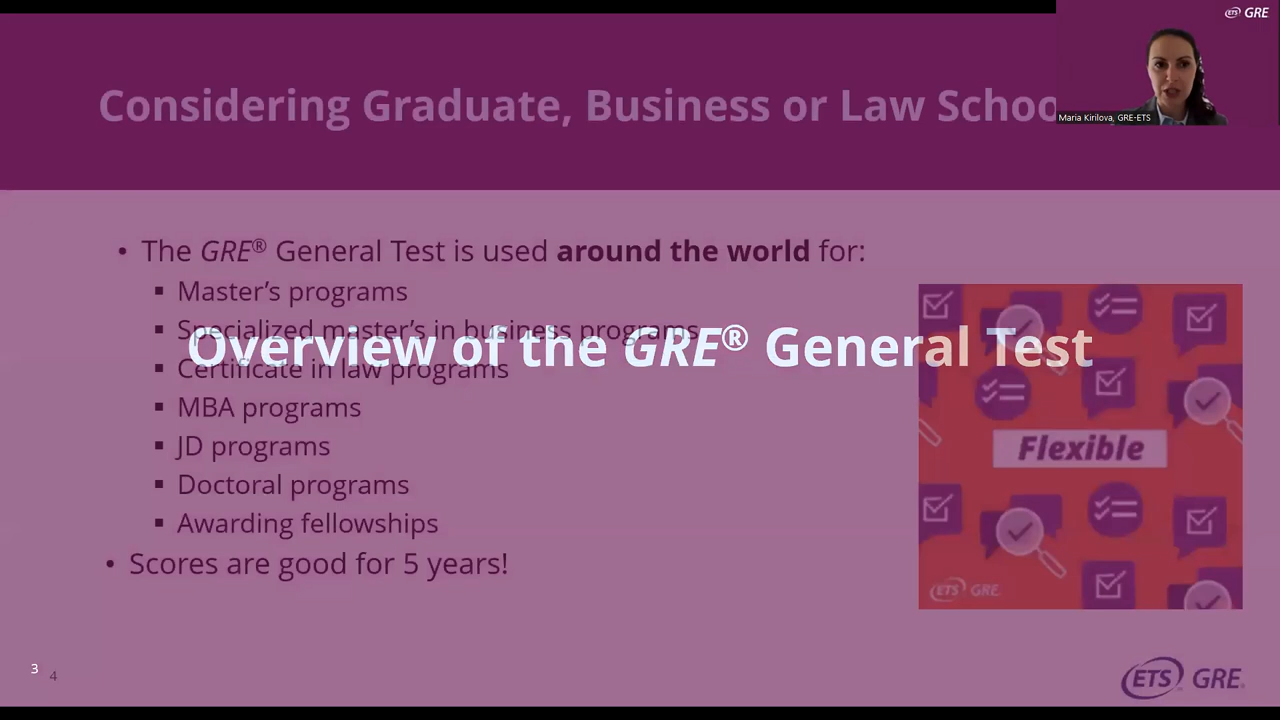 ETS GRE
Considering Graduate, Business or Law Schoo
Maria Kirilova, GRE-ETS
• The GRE® General Test is used around the world for:
▪ Master's programs
▪ Specialized master's in business programs
Overview of the GRE® General Test
▪ Certificate in law programs
▪ MBA programs
▪ JD programs
▪ Doctoral programs
▪ Awarding fellowships
• Scores are good for 5 years!
Flexible
ETS GRE
3
4
ETS® GRE®